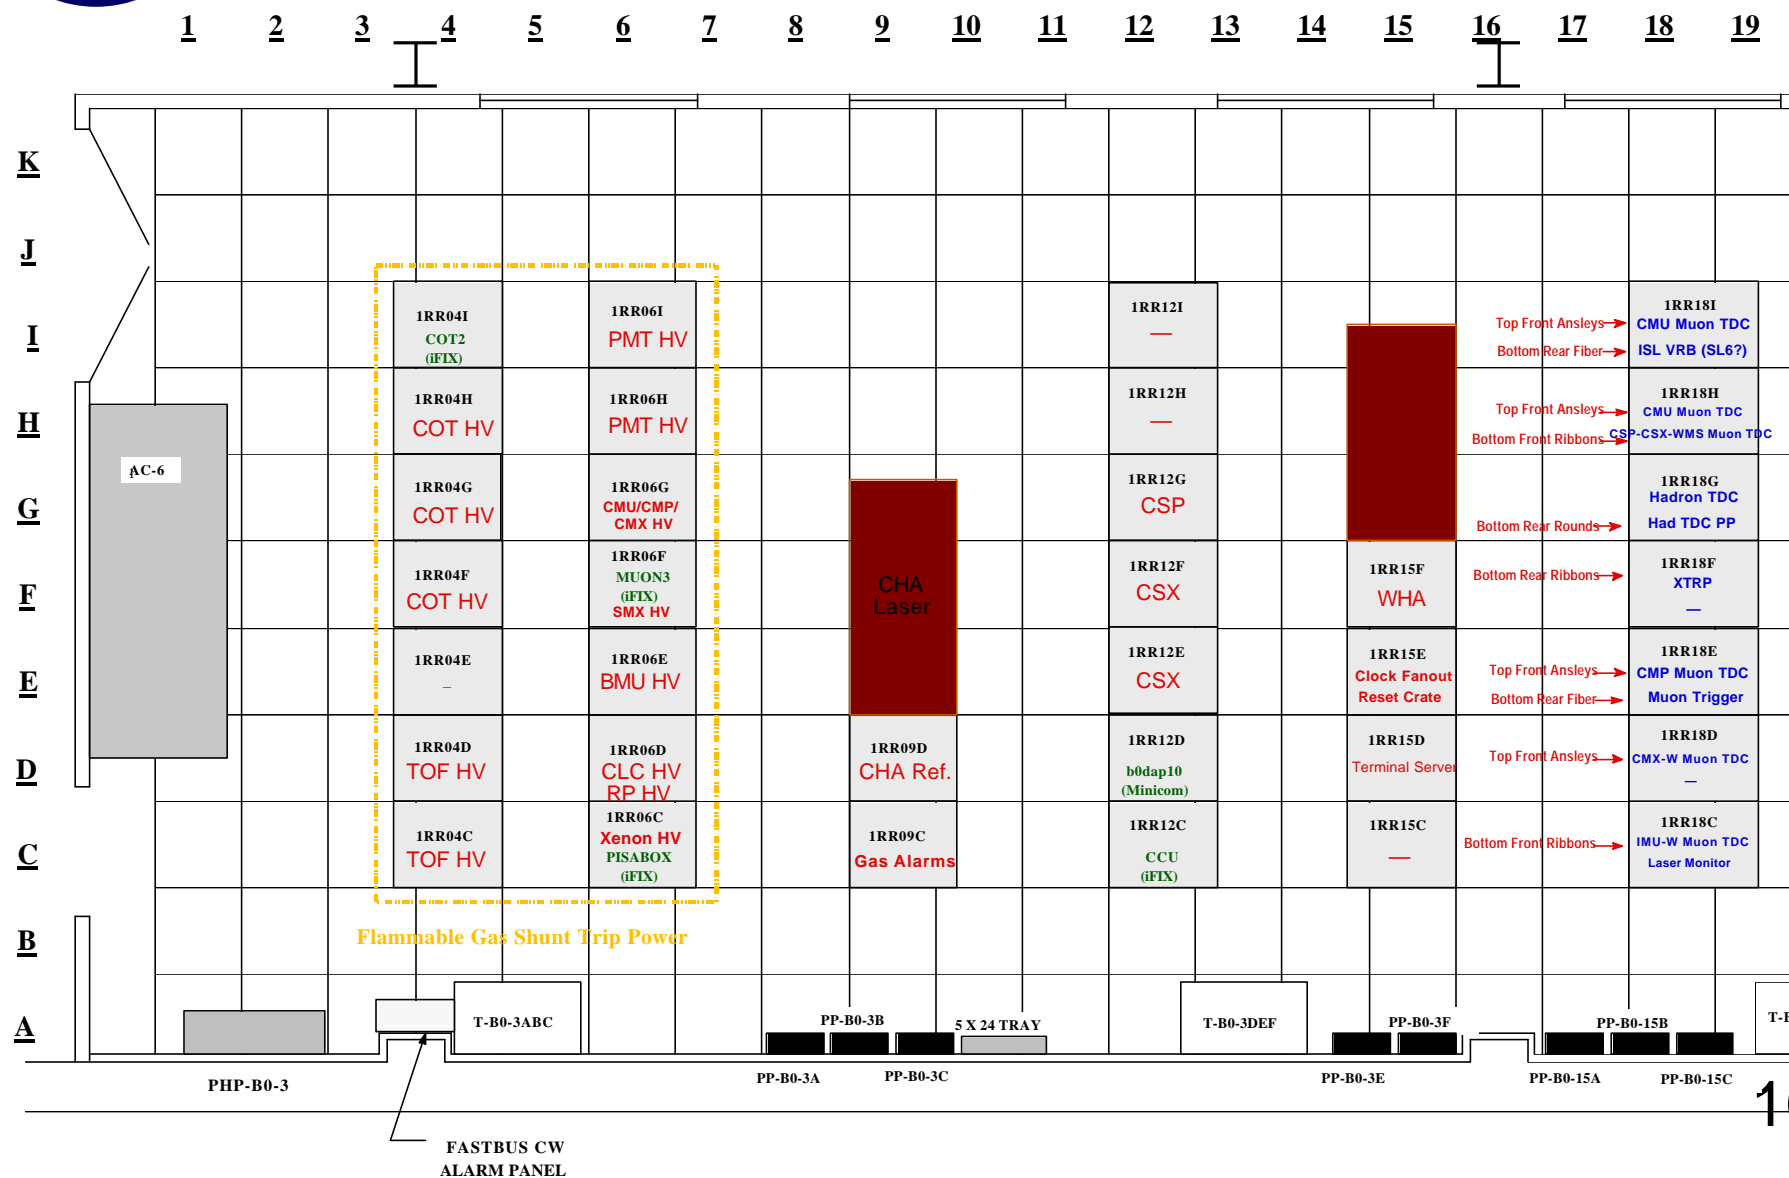 1 2 3 4 5 6 7 8 9 10 11 12 13 14 15 16 17 18 19
K
J
I
H
G
F
E
D
C
B
A
AC-6
1RR04I
COT2
(iFIX)
1RR04H
COT HV
1RR04G
COT HV
1RR04F
COT HV
1RR04E
–
1RR04D
TOF HV
1RR04C
TOF HV
1RR06I
PMT HV
1RR06H
PMT HV
1RR06G
CMU/CMP/
CMX HV
1RR06F
MUON3
(iFIX)
SMX HV
1RR06E
BMU HV
1RR06D
CLC HV
RP HV
1RR06C
Xenon HV
PISABOX
(iFIX)
Flammable Gas Shunt Trip Power
CHA
Laser
1RR09D
CHA Ref.
1RR09C
Gas Alarms
1RR12I
—
1RR12H
—
1RR12G
CSP
1RR12F
CSX
1RR12E
CSX
1RR12D
b0dap10
(Minicom)
1RR12C
CCU
(iFIX)
1RR15F
WHA
1RR15E
Clock Fanout
Reset Crate
1RR15D
Terminal Server
1RR15C
—
Top Front Ansleys
Bottom Rear Fiber
Top Front Ansleys
Bottom Front Ribbons
Bottom Rear Rounds
Bottom Rear Ribbons
Top Front Ansleys
Bottom Rear Fiber
Top Front Ansleys
Bottom Front Ribbons
1RR18I
CMU Muon TDC
ISL VRB (SL6?)
1RR18H
CMU Muon TDC
CSP-CSX-WMS Muon TDC
1RR18G
Hadron TDC
Had TDC PP
1RR18F
XTRP
—
1RR18E
CMP Muon TDC
Muon Trigger
1RR18D
CMX-W Muon TDC
—
1RR18C
IMU-W Muon TDC
Laser Monitor
T-B0-3ABC
PP-B0-3B
5 X 24 TRAY
T-B0-3DEF
PP-B0-3F
PP-B0-15B
PHP-B0-3
PP-B0-3A
PP-B0-3C
PP-B0-3E
PP-B0-15A
PP-B0-15C
FASTBUS CW
ALARM PANEL